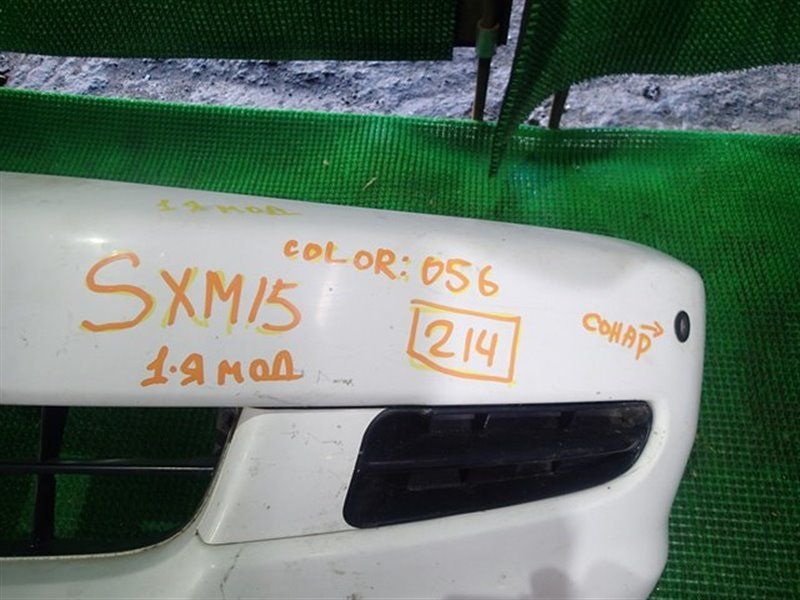 1-я мод
COLOR: 056
SXM15
214
СОНАР →
1-я мод